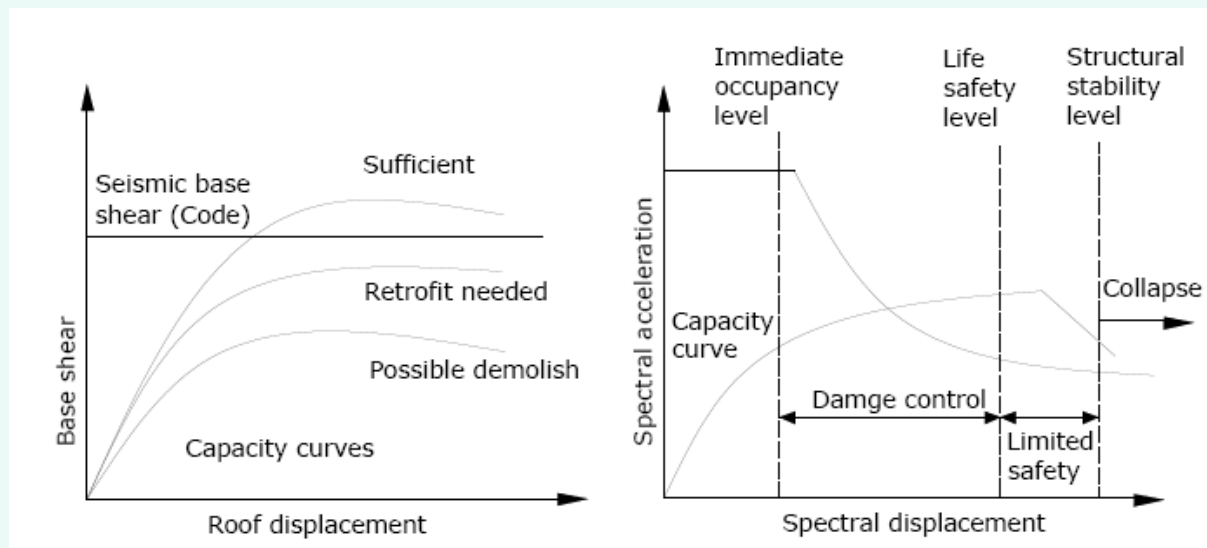 Sufficient
Seismic base
shear (Code)
Retrofit needed
Possible demolish
Capacity curves
Base shear
Roof displacement
Immediate
occupancy
level
Life
safety
level
Structural
stability
level
Collapse
Capacity
curve
Damge control
Limited
safety
Spectral acceleration
Spectral displacement